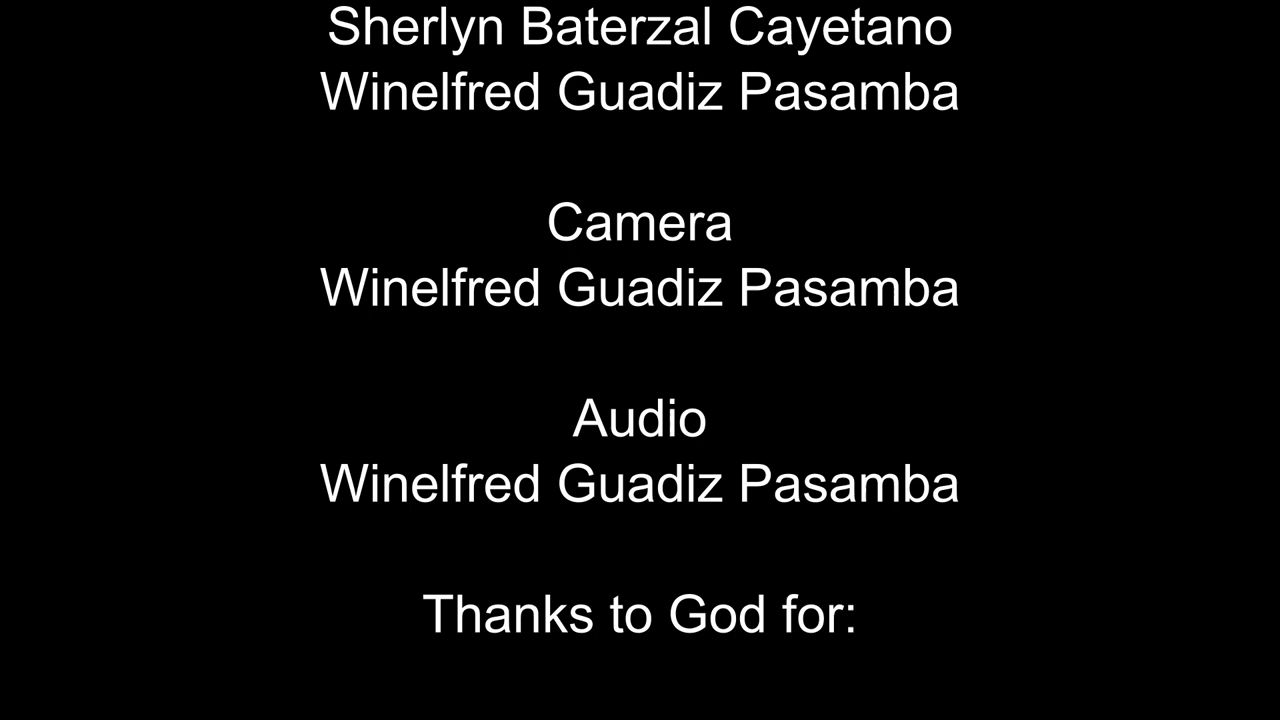 Sherlyn Baterzal Cayetano
Winelfred Guadiz Pasamba
Camera
Winelfred Guadiz Pasamba
Audio
Winelfred Guadiz Pasamba
Thanks to God for: